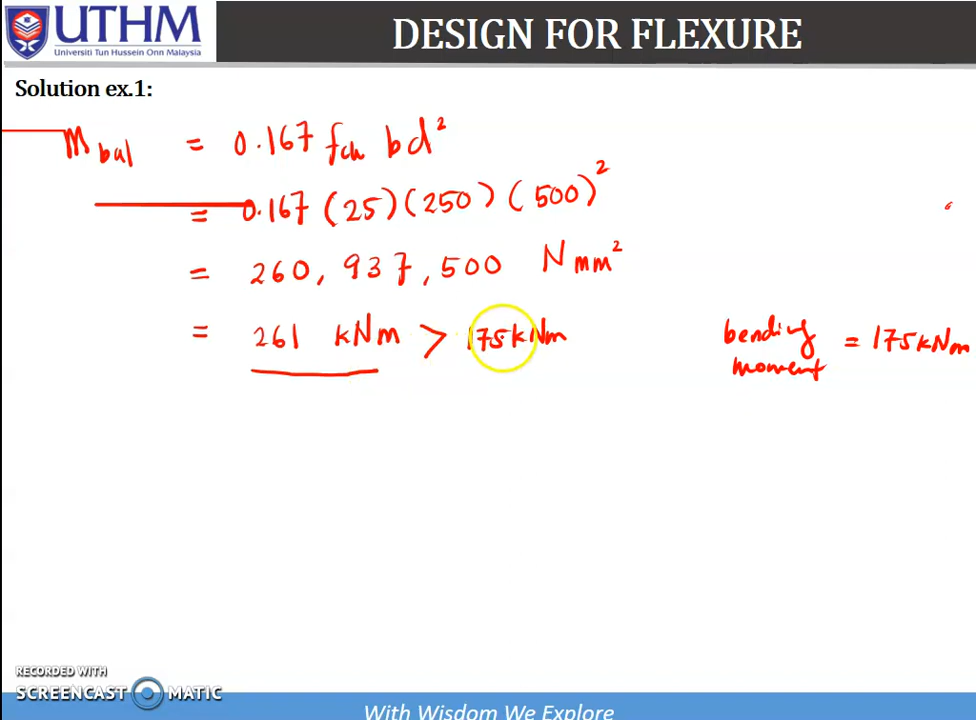 UTHM
Universiti Tun Hussein Onn Malaysia
DESIGN FOR FLEXURE
Solution ex.1:
Mbal = 0.167 fck bd²
= 0.167 (25) (250) (500)²
= 260, 937, 500 Nmm²
= 261 kNm > 175kNm
bending moment = 175kNm
RECORDED WITH
SCREENCAST MATIC
With Wisdom We Explore